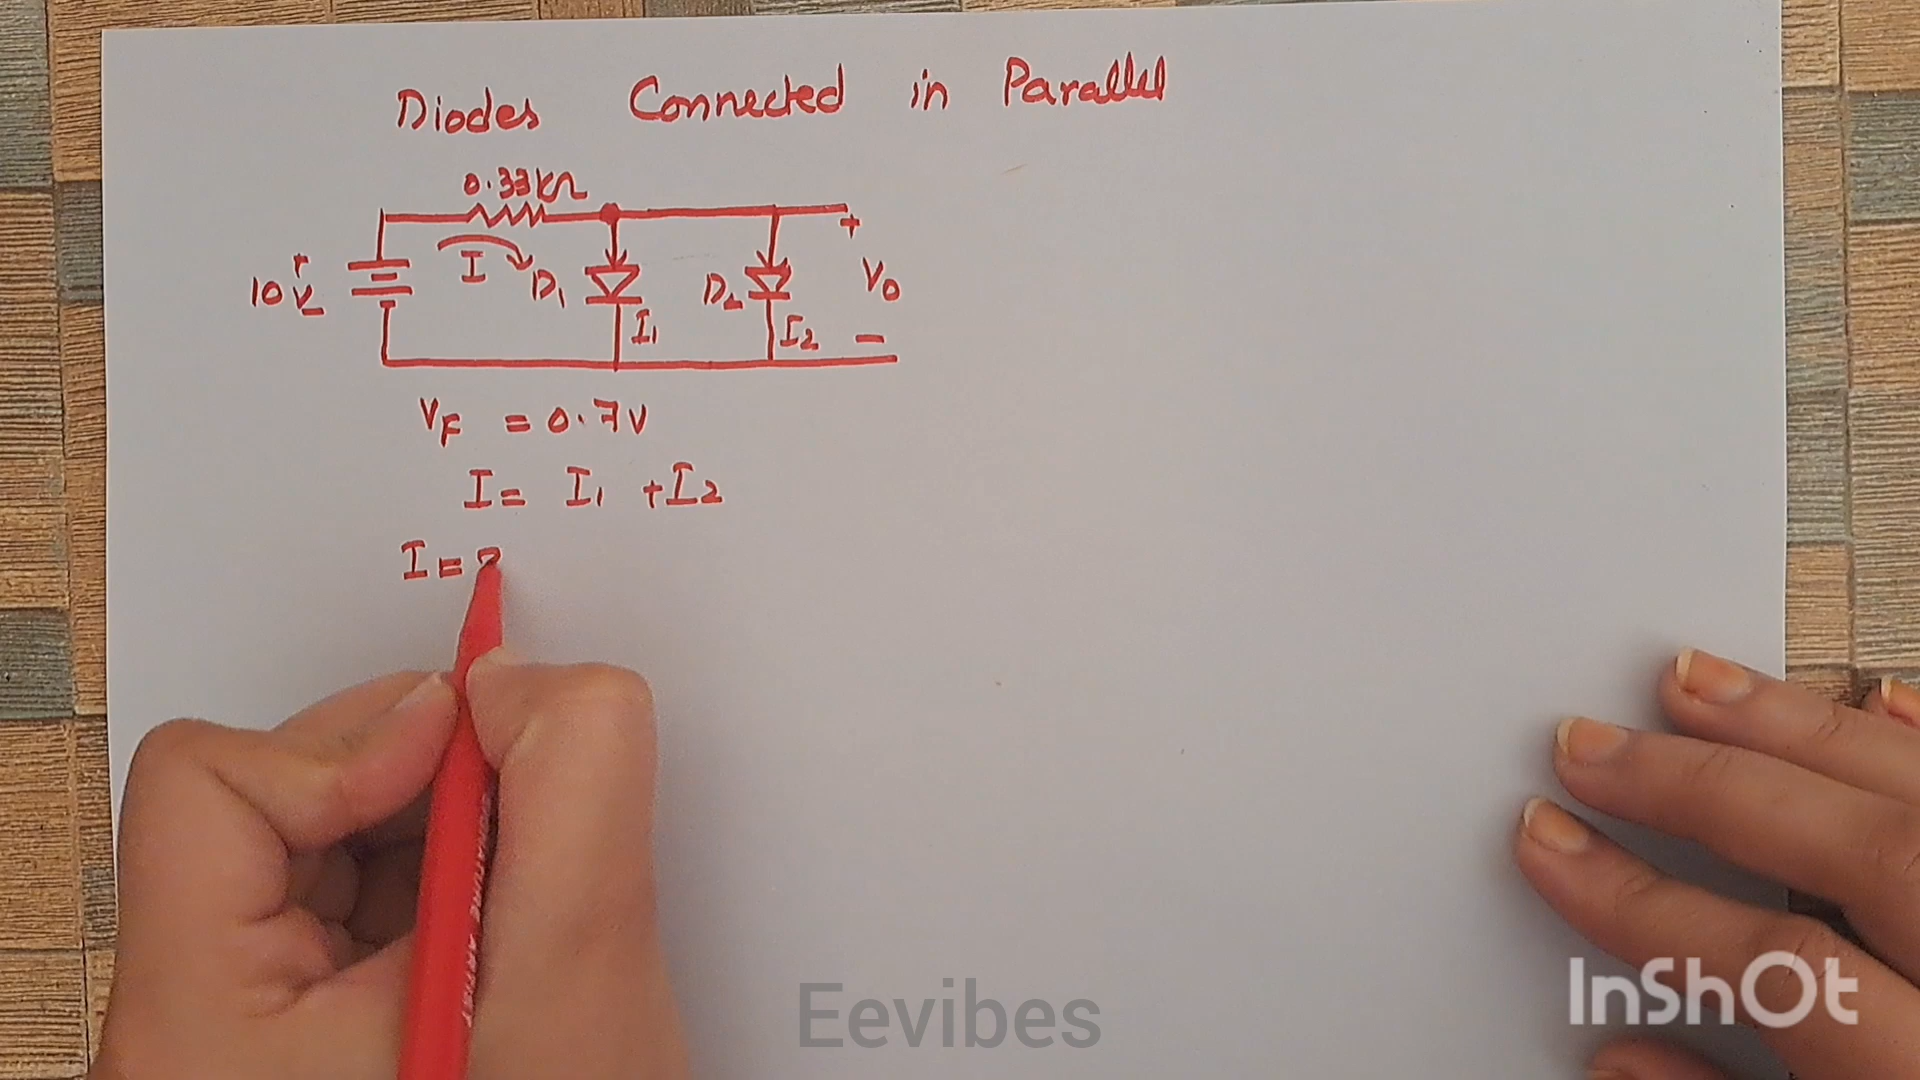 Diodes Connected in Parallel
0.33kΩ
+
10V
-
I
D1
I1
D2
I2
+
V0
-
VF = 0.7V
I = I1 + I2
I = ?
Eevibes
InShOt